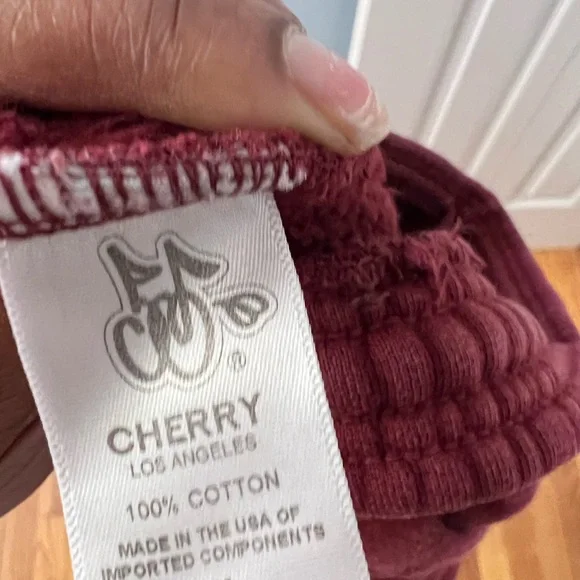 ®
CHERRY
LOS ANGELES
100% COTTON
MADE IN THE USA OF
IMPORTED COMPONENTS